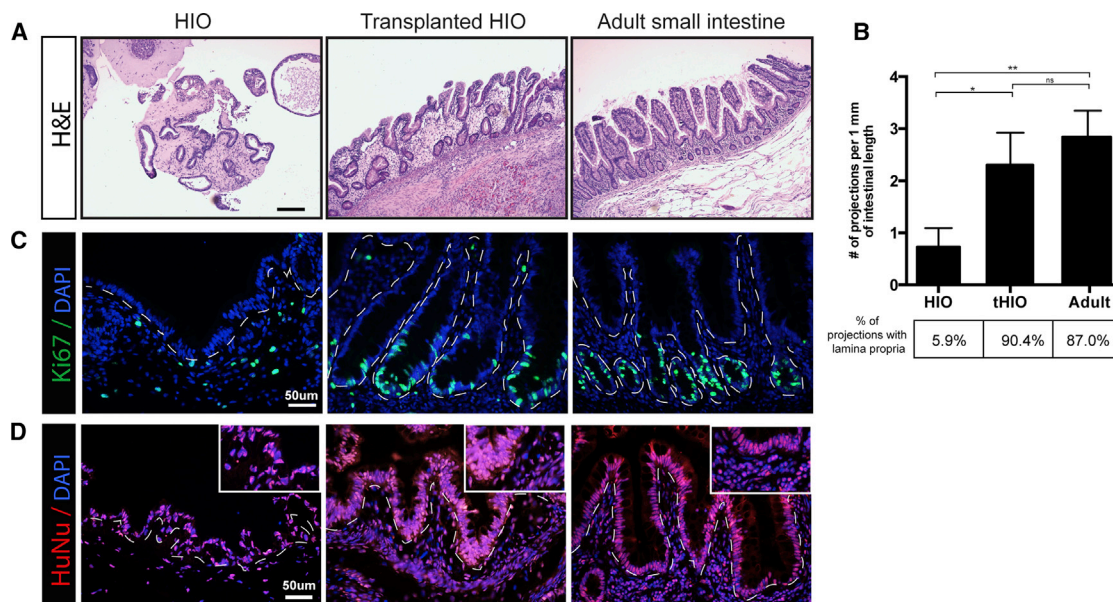 HIO
Transplanted HIO
Adult small intestine
A
H&E
B
# of projections per 1 mm
of intestinal length
4
3
2
1
0
**
*
ns
HIO
tHIO
Adult
% of
projections with
lamina propria
5.9%
90.4%
87.0%
C
Ki67 / DAPI
50um
D
HuNu / DAPI
50um